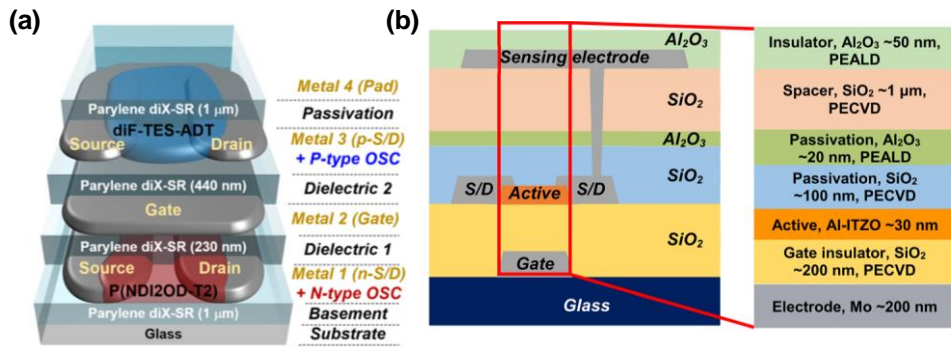 (a)
Metal 4 (Pad)
Parylene diX-SR (1 μm)
Passivation
diF-TES-ADT
Source
Drain
Metal 3 (p-S/D)
+ P-type OSC
Parylene diX-SR (440 nm)
Dielectric 2
Gate
Metal 2 (Gate)
Parylene diX-SR (230 nm)
Dielectric 1
Source
Drain
Metal 1 (n-S/D)
P(NDI2OD-T2)
+ N-type OSC
Parylene diX-SR (1 μm)
Basement
Glass
Substrate
(b)
Al₂O₃
Sensing electrode
SiO₂
Al₂O₃
S/D
Active
S/D
SiO₂
SiO₂
Gate
Glass
Insulator, Al₂O₃ ~50 nm,
PEALD
Spacer, SiO₂ ~1 μm,
PECVD
Passivation, Al₂O₃
~20 nm, PEALD
Passivation, SiO₂
~100 nm, PECVD
Active, Al-ITZO ~30 nm
Gate insulator, SiO₂
~200 nm, PECVD
Electrode, Mo ~200 nm